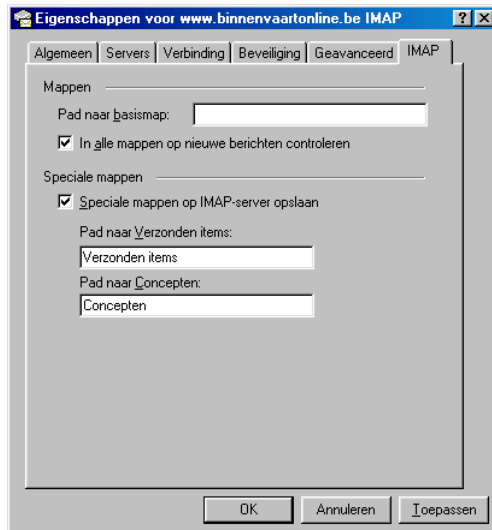 Eigenschappen voor www.binnenvaartonline.be IMAP
Algemeen Servers Verbinding Beveiliging Geavanceerd IMAP
Mappen
Pad naar basismap:
In alle mappen op nieuwe berichten controleren
Speciale mappen
Speciale mappen op IMAP-server opslaan
Pad naar Verzonden items:
Verzonden items
Pad naar Concepten:
Concepten
OK Annuleren Toepassen